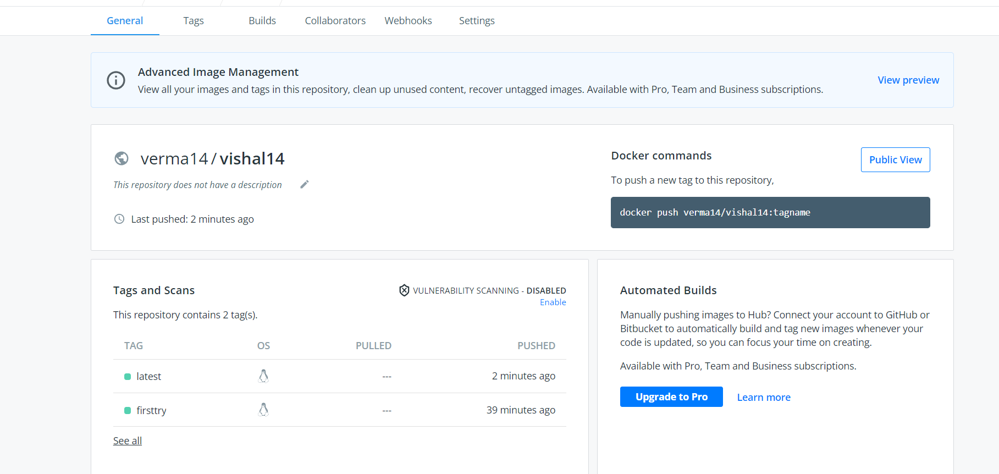 General Tags Builds Collaborators Webhooks Settings
Advanced Image Management
View all your images and tags in this repository, clean up unused content, recover untagged images. Available with Pro, Team and Business subscriptions.
View preview
verma14 / vishal14
This repository does not have a description
Last pushed: 2 minutes ago
Docker commands
Public View
To push a new tag to this repository,
docker push verma14/vishal14:tagname
Tags and Scans
VULNERABILITY SCANNING - DISABLED
Enable
This repository contains 2 tag(s).
TAG OS PULLED PUSHED
latest --- 2 minutes ago
firsttry --- 39 minutes ago
See all
Automated Builds
Manually pushing images to Hub? Connect your account to GitHub or
Bitbucket to automatically build and tag new images whenever your
code is updated, so you can focus your time on creating.
Available with Pro, Team and Business subscriptions.
Upgrade to Pro Learn more